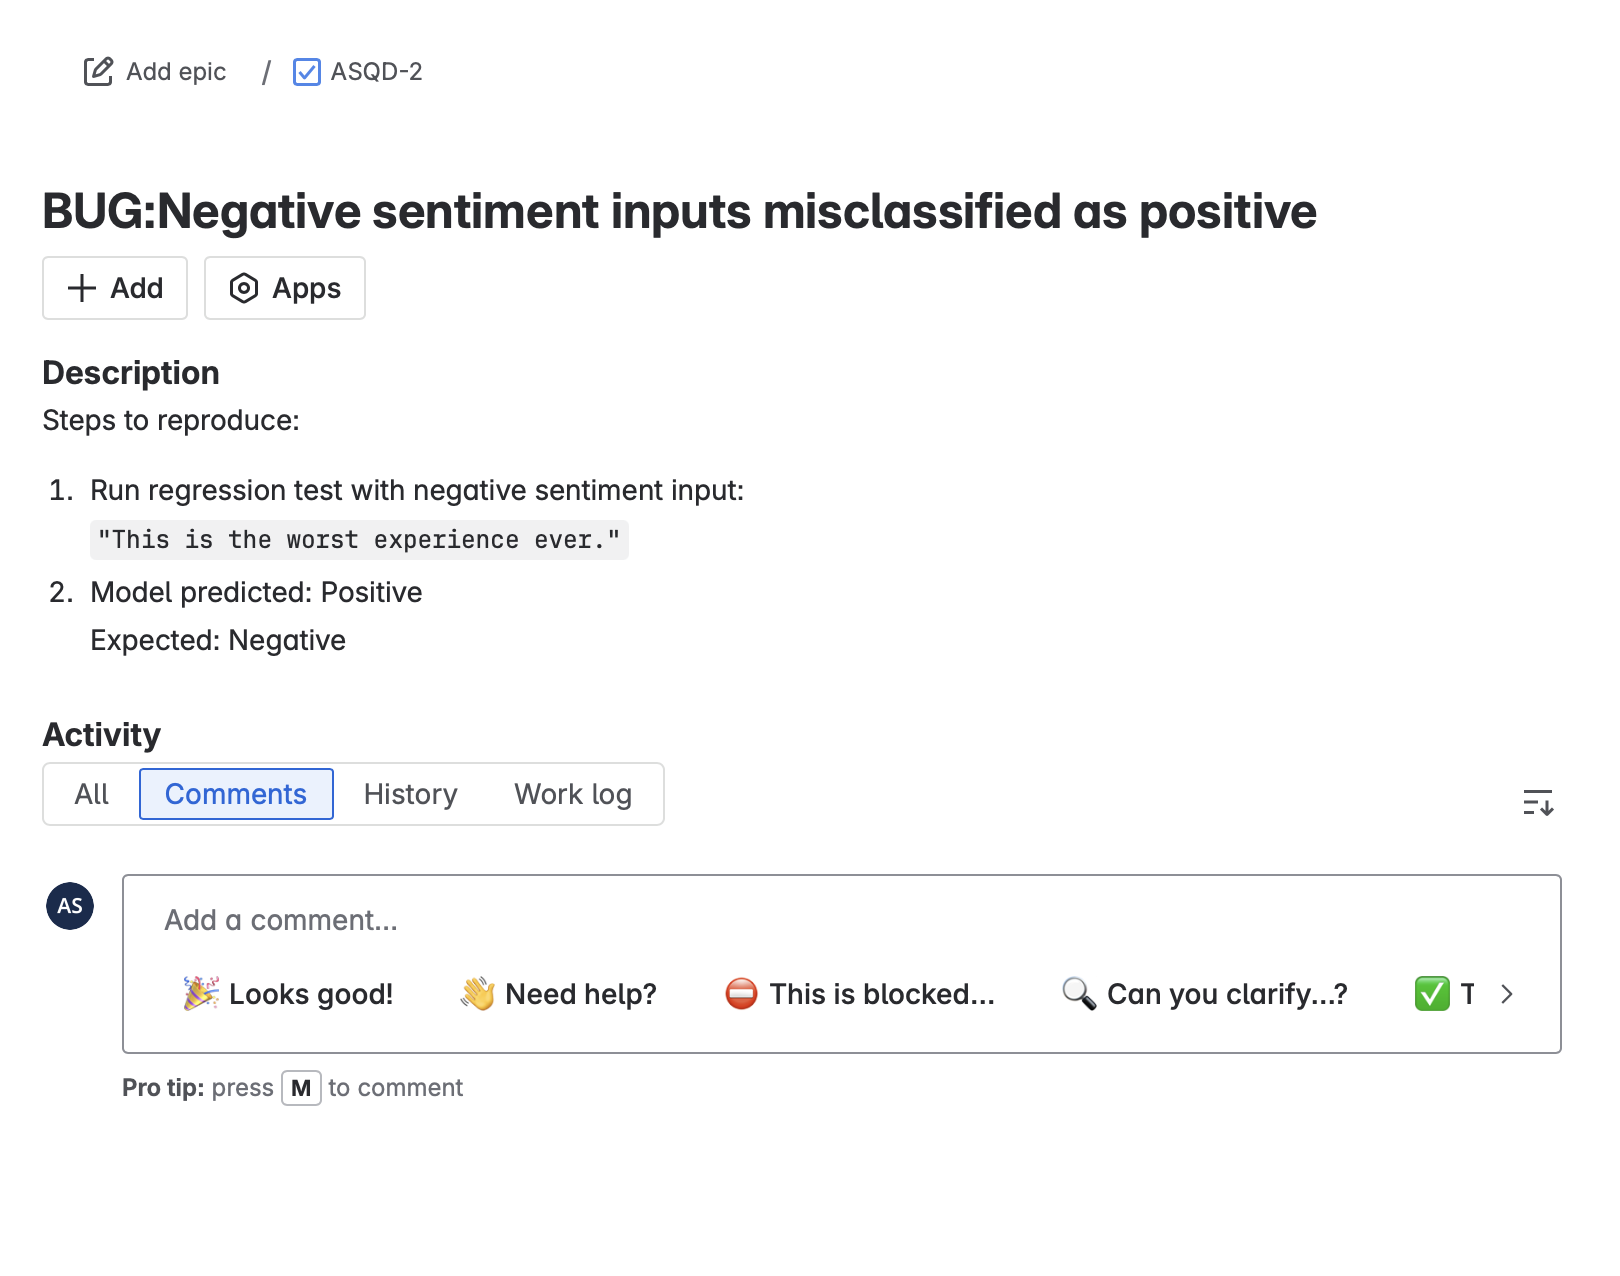 Add epic / ASQD-2
BUG:Negative sentiment inputs misclassified as positive
Add Apps
Description
Steps to reproduce:
1. Run regression test with negative sentiment input:
"This is the worst experience ever."
2. Model predicted: Positive
Expected: Negative
Activity
All Comments History Work log
AS
Add a comment...
Looks good! Need help? This is blocked... Can you clarify...? T
Pro tip: press M to comment